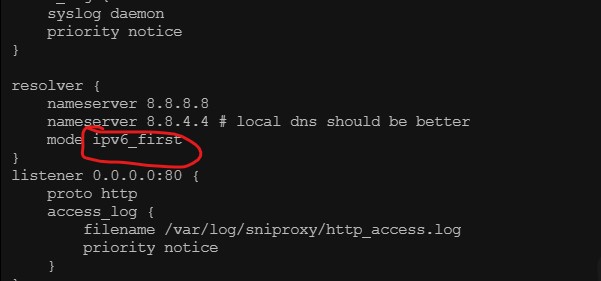 syslog daemon
priority notice
}
resolver {
nameserver 8.8.8.8
nameserver 8.8.4.4 # local dns should be better
mode ipv6_first
}
listener 0.0.0.0:80 {
proto http
access_log {
filename /var/log/sniproxy/http_access.log
priority notice
}